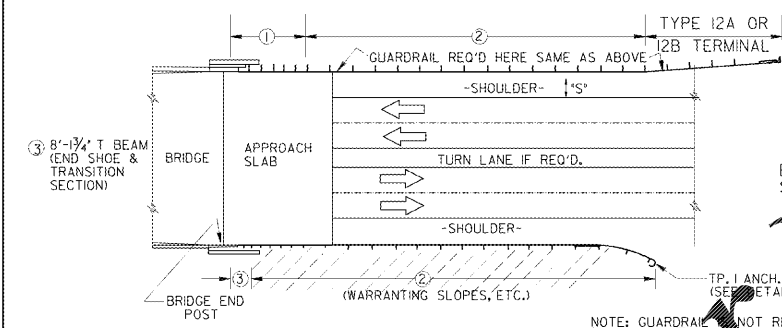 TYPE 12A OR
12B TERMINAL
①
②
GUARDRAIL REQ'D HERE SAME AS ABOVE
-SHOULDER-
"S"
③ 8'-1¾" T BEAM
(END SHOE &
TRANSITION
SECTION)
BRIDGE
APPROACH
SLAB
TURN LANE IF REQ'D.
-SHOULDER-
③
②
(WARRANTING SLOPES, ETC.)
BRIDGE END
POST
TP. 1 ANCH.
NOTE: GUARDRAIL NOT